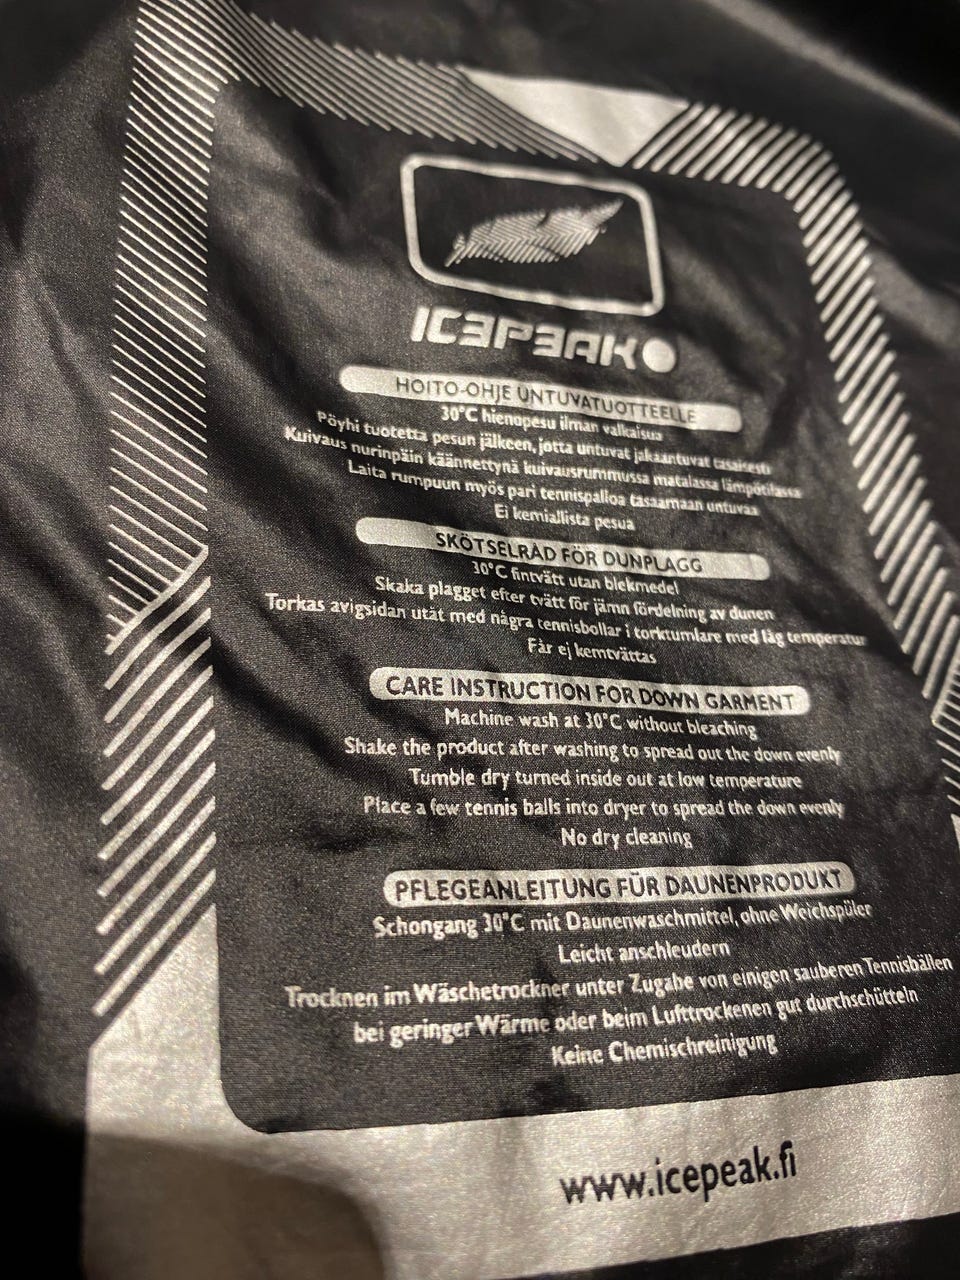 ICEPEAK
HOITO-OHJE UNTUVATUOTTEELLE
30°C hienopesu ilman valkaisua
Pöyhi tuotetta pesun jälkeen, jotta untuvat jakaantuvat tasaisesti
Kuivaus nurinpäin käännettynä kuivausrummussa matalassa lämpötilassa
Laita rumpuun myös pari tennispalloa tasaamaan untuvaa
Ei kemiallista pesua
SKÖTSELRÅD FÖR DUNPLAGG
30°C fintvätt utan blekmedel
Skaka plagget efter tvätt för jämn fördelning av dunen
Torkas avigsidan utåt med några tennisbollar i torktumlare med låg temperatur
Får ej kemtvättas
CARE INSTRUCTION FOR DOWN GARMENT
Machine wash at 30°C without bleaching
Shake the product after washing to spread out the down evenly
Tumble dry turned inside out at low temperature
Place a few tennis balls into dryer to spread the down evenly
No dry cleaning
PFLEGEANLEITUNG FÜR DAUNENPRODUKT
Schongang 30°C mit Daunenwaschmittel, ohne Weichspüler
Leicht anschleudern
Trocknen im Wäschetrockner unter Zugabe von einigen sauberen Tennisbällen
bei geringer Wärme oder beim Lufttrockenen gut durchschütteln
Keine Chemischreinigung
www.icepeak.fi